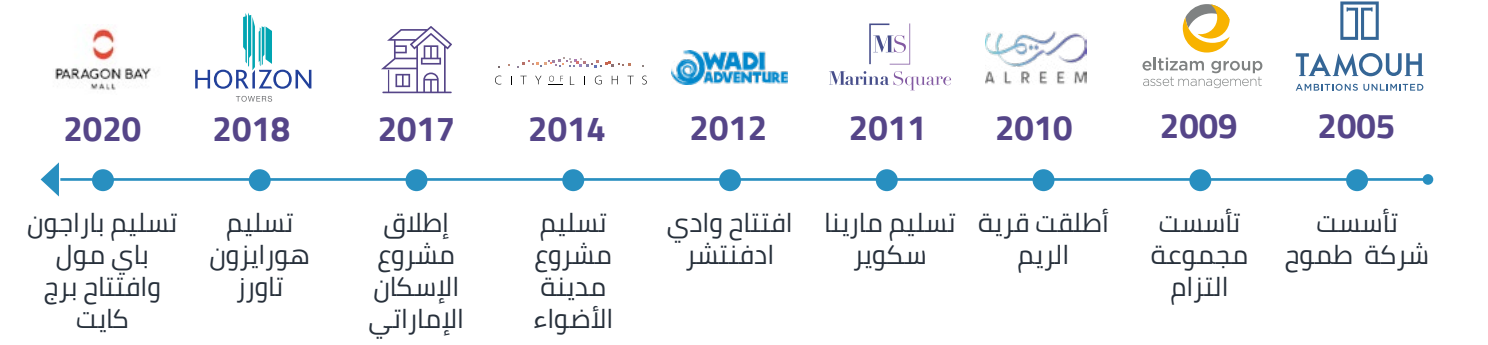 TAMOUH
AMBITIONS UNLIMITED
2005
تأسست
شركة طموح
eltizam group
asset management
2009
تأسست
مجموعة
التزام
ALREEM
2010
أطلقت قرية
الريم
MS
Marina Square
2011
تسليم مارينا
سكوير
WADI
ADVENTURE
2012
افتتاح وادي
ادفنتشر
CITY OF LIGHTS
2014
تسليم
مشروع
مدينة
الأضواء
2017
إطلاق
مشروع
الإسكان
الإماراتي
HORIZON
TOWERS
2018
تسليم
هورايزون
تاورز
PARAGON BAY
MALL
2020
تسليم باراجون
باي مول
وافتتاح برج
كايت